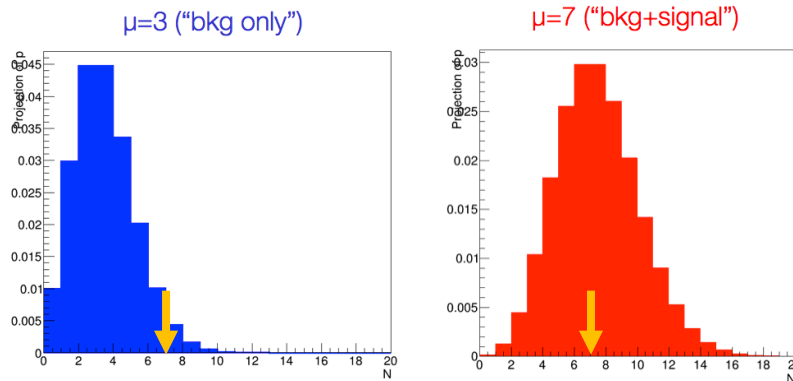 μ=3 ("bkg only")
μ=7 ("bkg+signal")
Projection of p
0.045
0.04
0.035
0.03
0.025
0.02
0.015
0.01
0.005
0
0 2 4 6 8 10 12 14 16 18 20
N
Projection of p
0.03
0.025
0.02
0.015
0.01
0.005
0
0 2 4 6 8 10 12 14 16 18
N